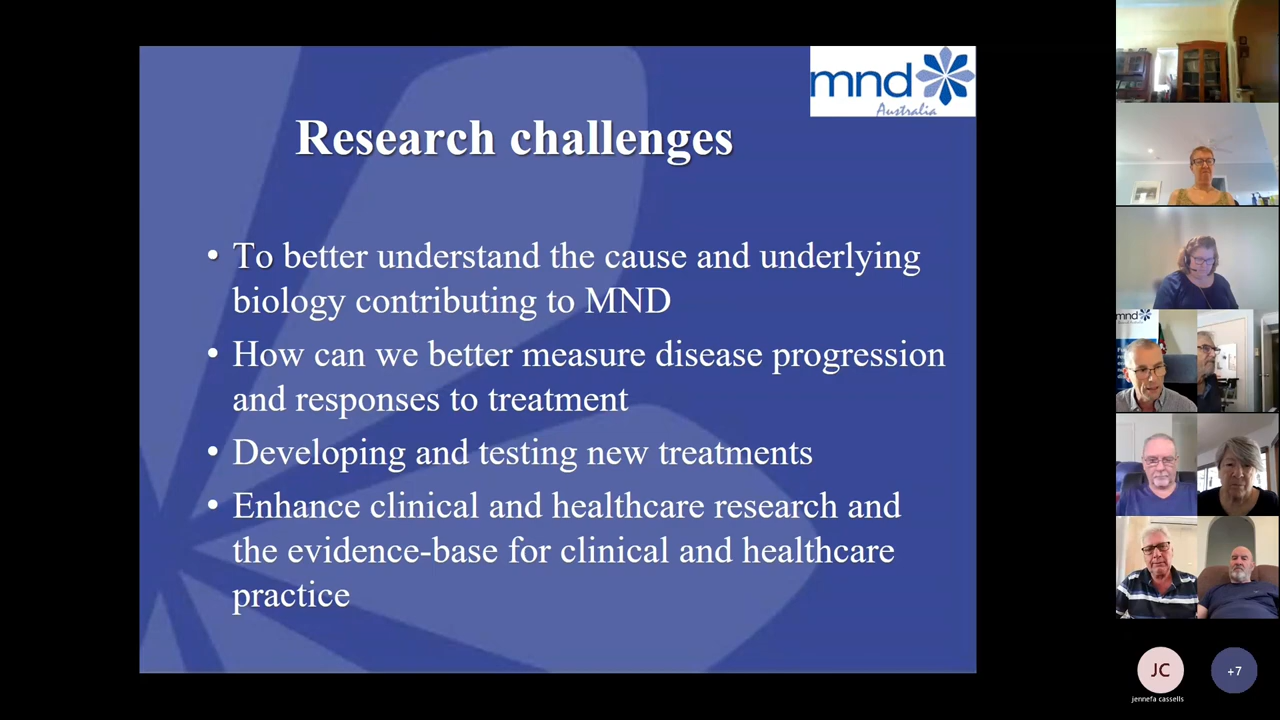 mnd
Australia
Research challenges
• To better understand the cause and underlying
biology contributing to MND
• How can we better measure disease progression
and responses to treatment
• Developing and testing new treatments
• Enhance clinical and healthcare research and
the evidence-base for clinical and healthcare
practice
mnd
JC
jennefa cassells
+7